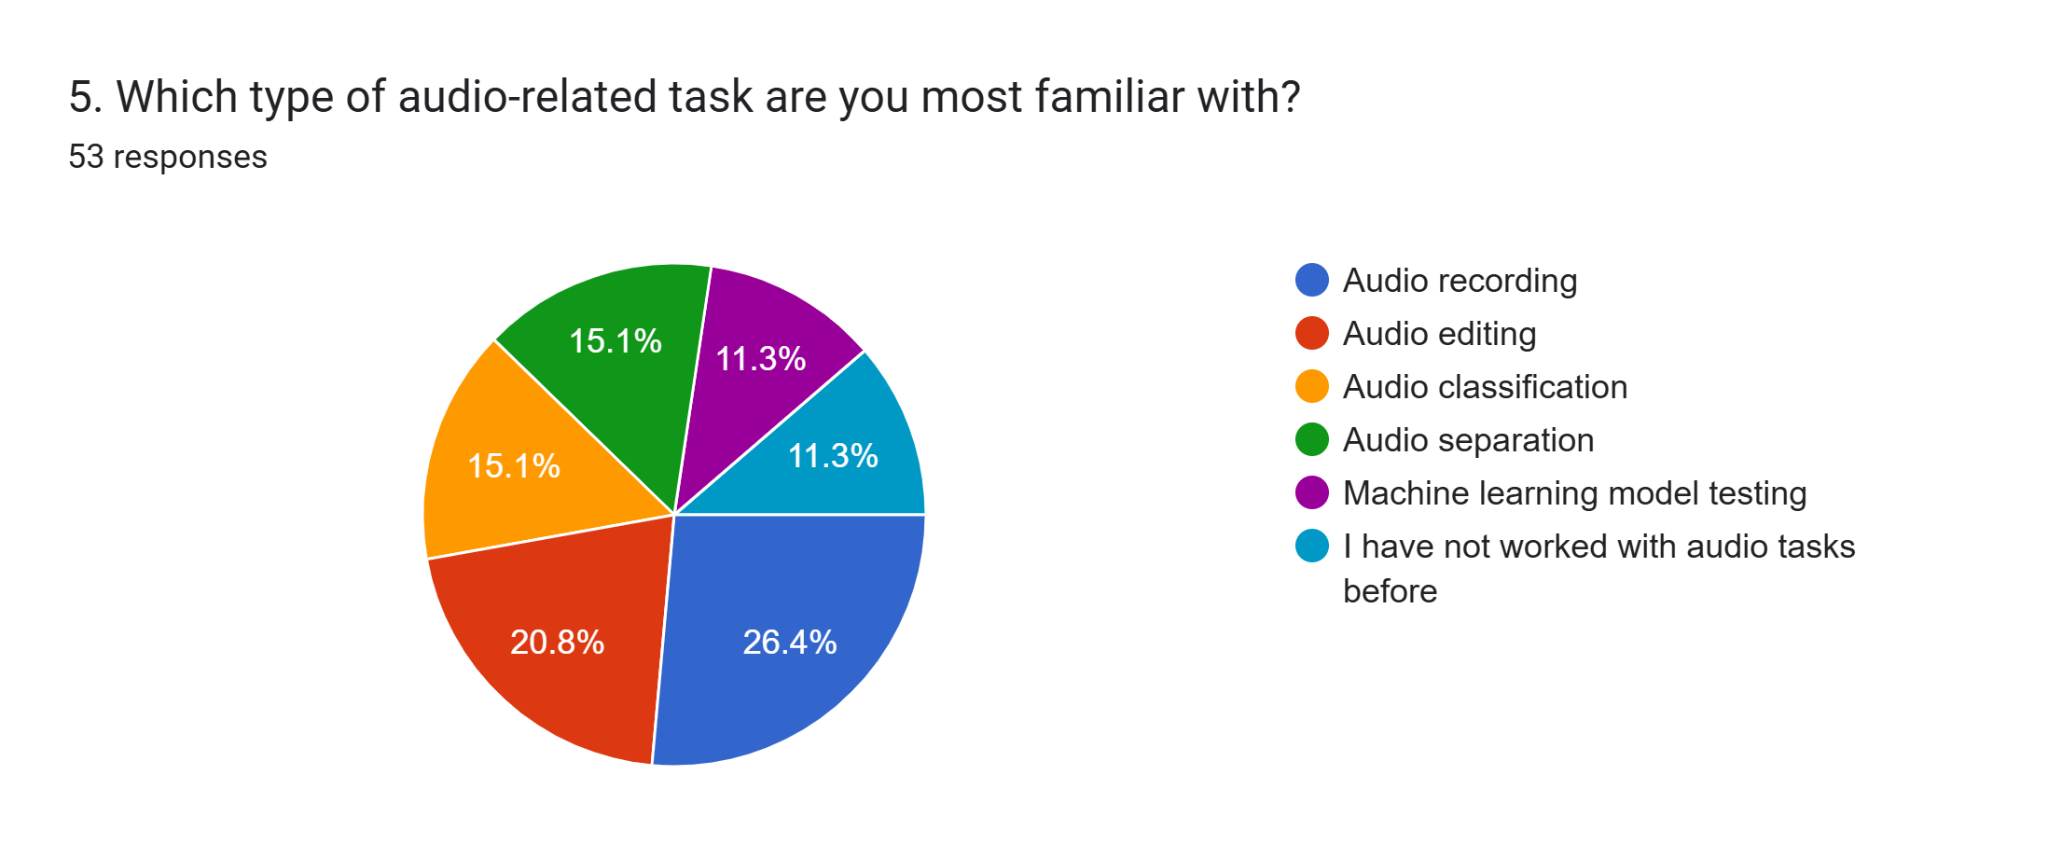 5. Which type of audio-related task are you most familiar with?
53 responses
15.1%
11.3%
15.1%
11.3%
20.8%
26.4%
Audio recording
Audio editing
Audio classification
Audio separation
Machine learning model testing
I have not worked with audio tasks
before